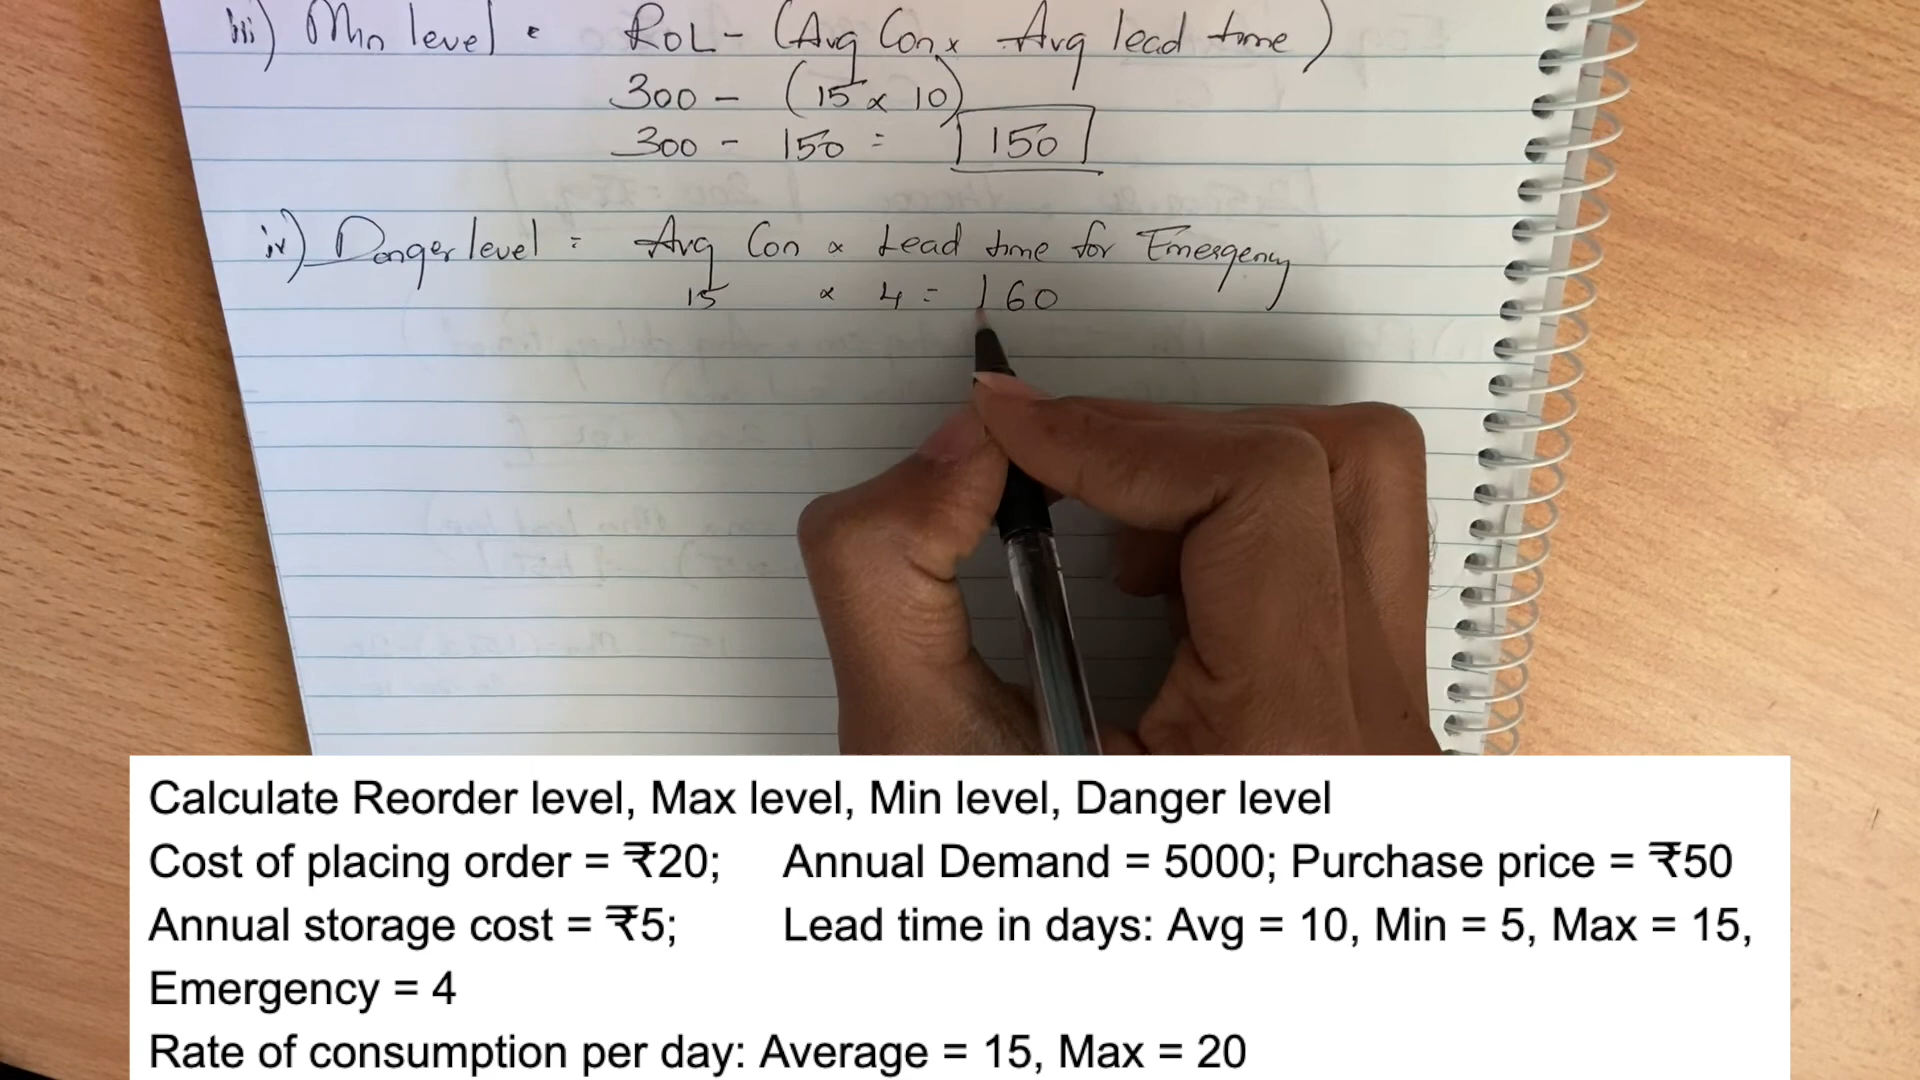 iii) Min level = ROL - (Avg Con x Avg lead time)
300 - (15 x 10)
300 - 150 = 150
iv) Danger level = Avg Con x Lead time for Emergency
15 x 4 = 60
Calculate Reorder level, Max level, Min level, Danger level
Cost of placing order = ₹20; Annual Demand = 5000; Purchase price = ₹50
Annual storage cost = ₹5; Lead time in days: Avg = 10, Min = 5, Max = 15,
Emergency = 4
Rate of consumption per day: Average = 15, Max = 20